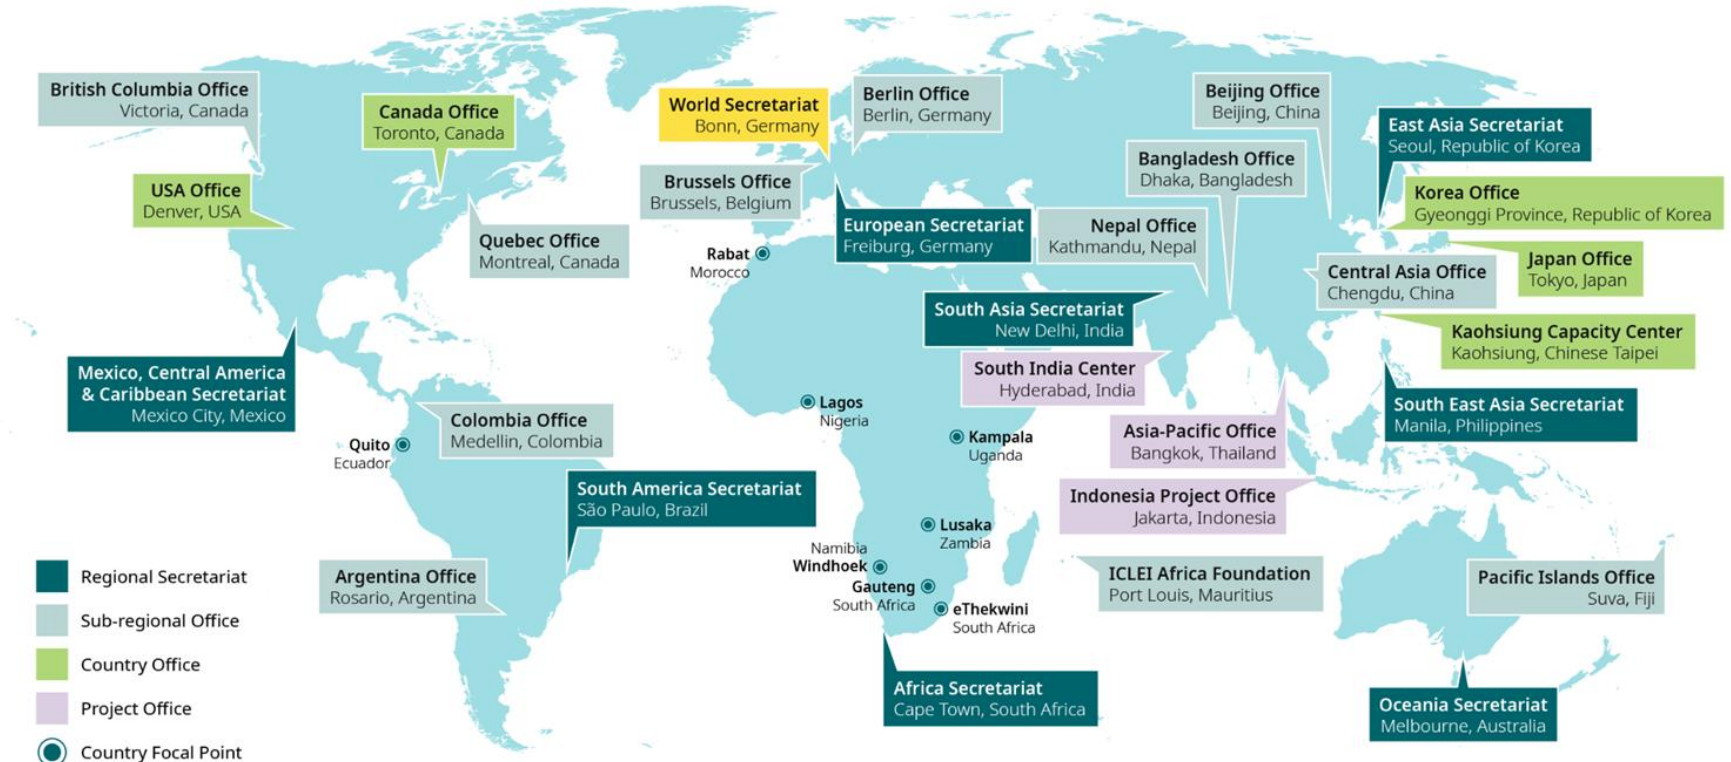 British Columbia Office
Victoria, Canada
Canada Office
Toronto, Canada
USA Office
Denver, USA
Quebec Office
Montreal, Canada
World Secretariat
Bonn, Germany
Berlin Office
Berlin, Germany
Brussels Office
Brussels, Belgium
European Secretariat
Freiburg, Germany
Rabat
Morocco
Beijing Office
Beijing, China
East Asia Secretariat
Seoul, Republic of Korea
Bangladesh Office
Dhaka, Bangladesh
Korea Office
Gyeonggi Province, Republic of Korea
Nepal Office
Kathmandu, Nepal
Japan Office
Tokyo, Japan
Central Asia Office
Chengdu, China
South Asia Secretariat
New Delhi, India
Kaohsiung Capacity Center
Kaohsiung, Chinese Taipei
South India Center
Hyderabad, India
Mexico, Central America
& Caribbean Secretariat
Mexico City, Mexico
Colombia Office
Medellin, Colombia
Quito
Ecuador
Lagos
Nigeria
Kampala
Uganda
South East Asia Secretariat
Manila, Philippines
Asia-Pacific Office
Bangkok, Thailand
South America Secretariat
São Paulo, Brazil
Indonesia Project Office
Jakarta, Indonesia
Lusaka
Zambia
Namibia
Windhoek
Gauteng
South Africa
eThekwini
South Africa
Argentina Office
Rosario, Argentina
ICLEI Africa Foundation
Port Louis, Mauritius
Pacific Islands Office
Suva, Fiji
Africa Secretariat
Cape Town, South Africa
Oceania Secretariat
Melbourne, Australia
Regional Secretariat
Sub-regional Office
Country Office
Project Office
Country Focal Point